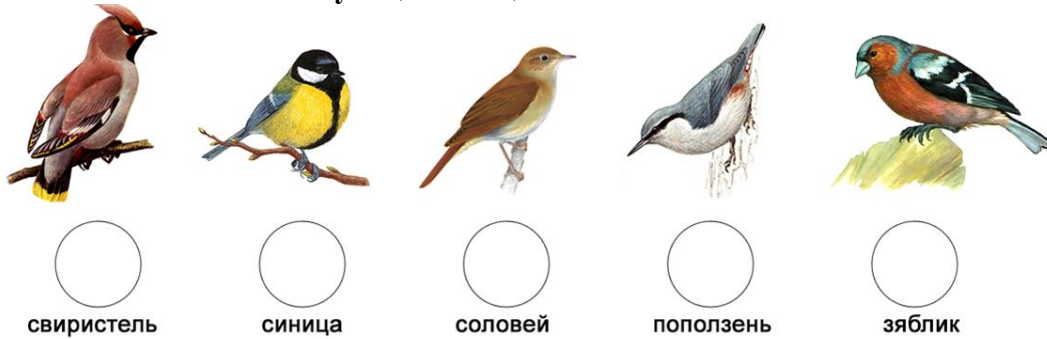 свиристель
синица
соловей
поползень
зяблик